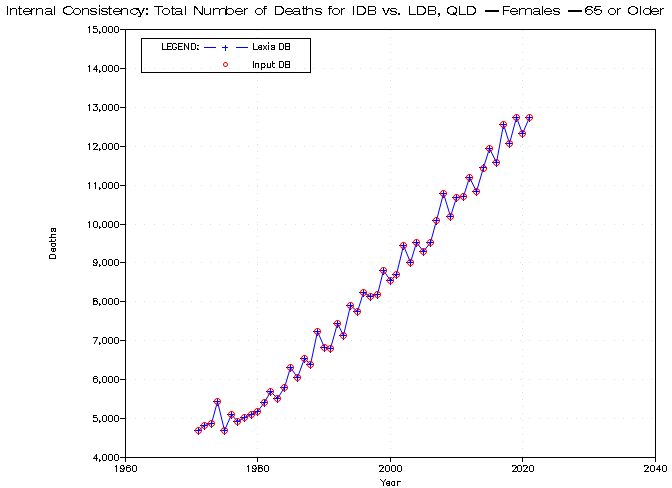 Internal Consistency: Total Number of Deaths for IDB vs. LDB, QLD —Females —65 or Older
15,000
LEGEND: Lexis DB
Input DB
14,000
13,000
12,000
11,000
10,000
Deaths
9,000
8,000
7,000
6,000
5,000
4,000
1960 1980 2000 2020 2040
Year